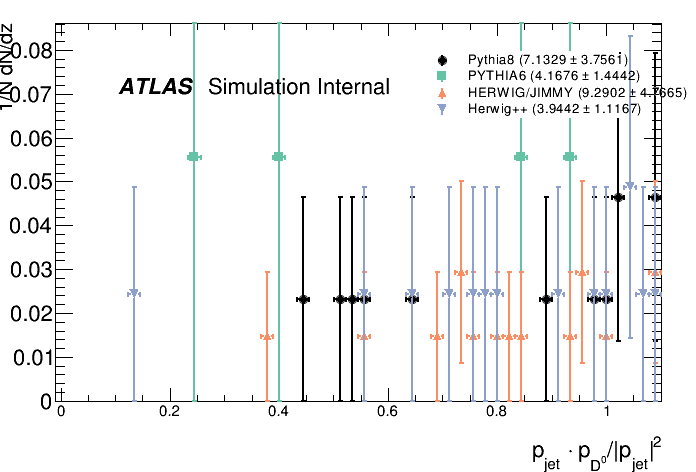 1/N dN/dz
0.08
0.07
0.06
0.05
0.04
0.03
0.02
0.01
0
ATLAS Simulation Internal
Pythia8 (7.1329 ± 3.7561)
PYTHIA6 (4.1676 ± 1.4442)
HERWIG/JIMMY (9.2902 ± 4.7665)
Herwig++ (3.9442 ± 1.1167)
0 0.2 0.4 0.6 0.8 1
p_jet · p_D⁰/|p_jet|²